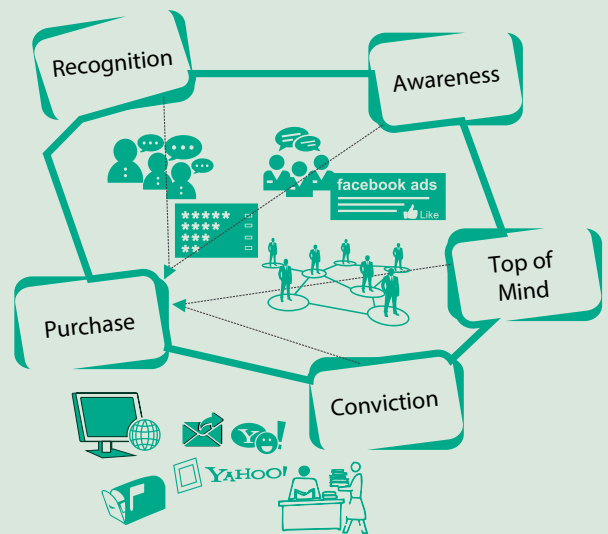 Recognition
Awareness
facebook ads
Like
*****
****
***
**
Top of
Mind
Purchase
Conviction
Y!
YAHOO!